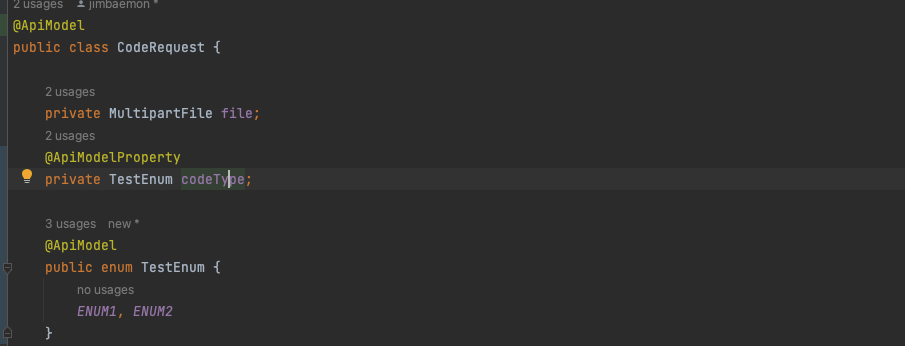 2 usages jimbaemon *
@ApiModel
public class CodeRequest {
2 usages
private MultipartFile file;
2 usages
@ApiModelProperty
private TestEnum codeType;
3 usages new *
@ApiModel
public enum TestEnum {
no usages
ENUM1, ENUM2
}